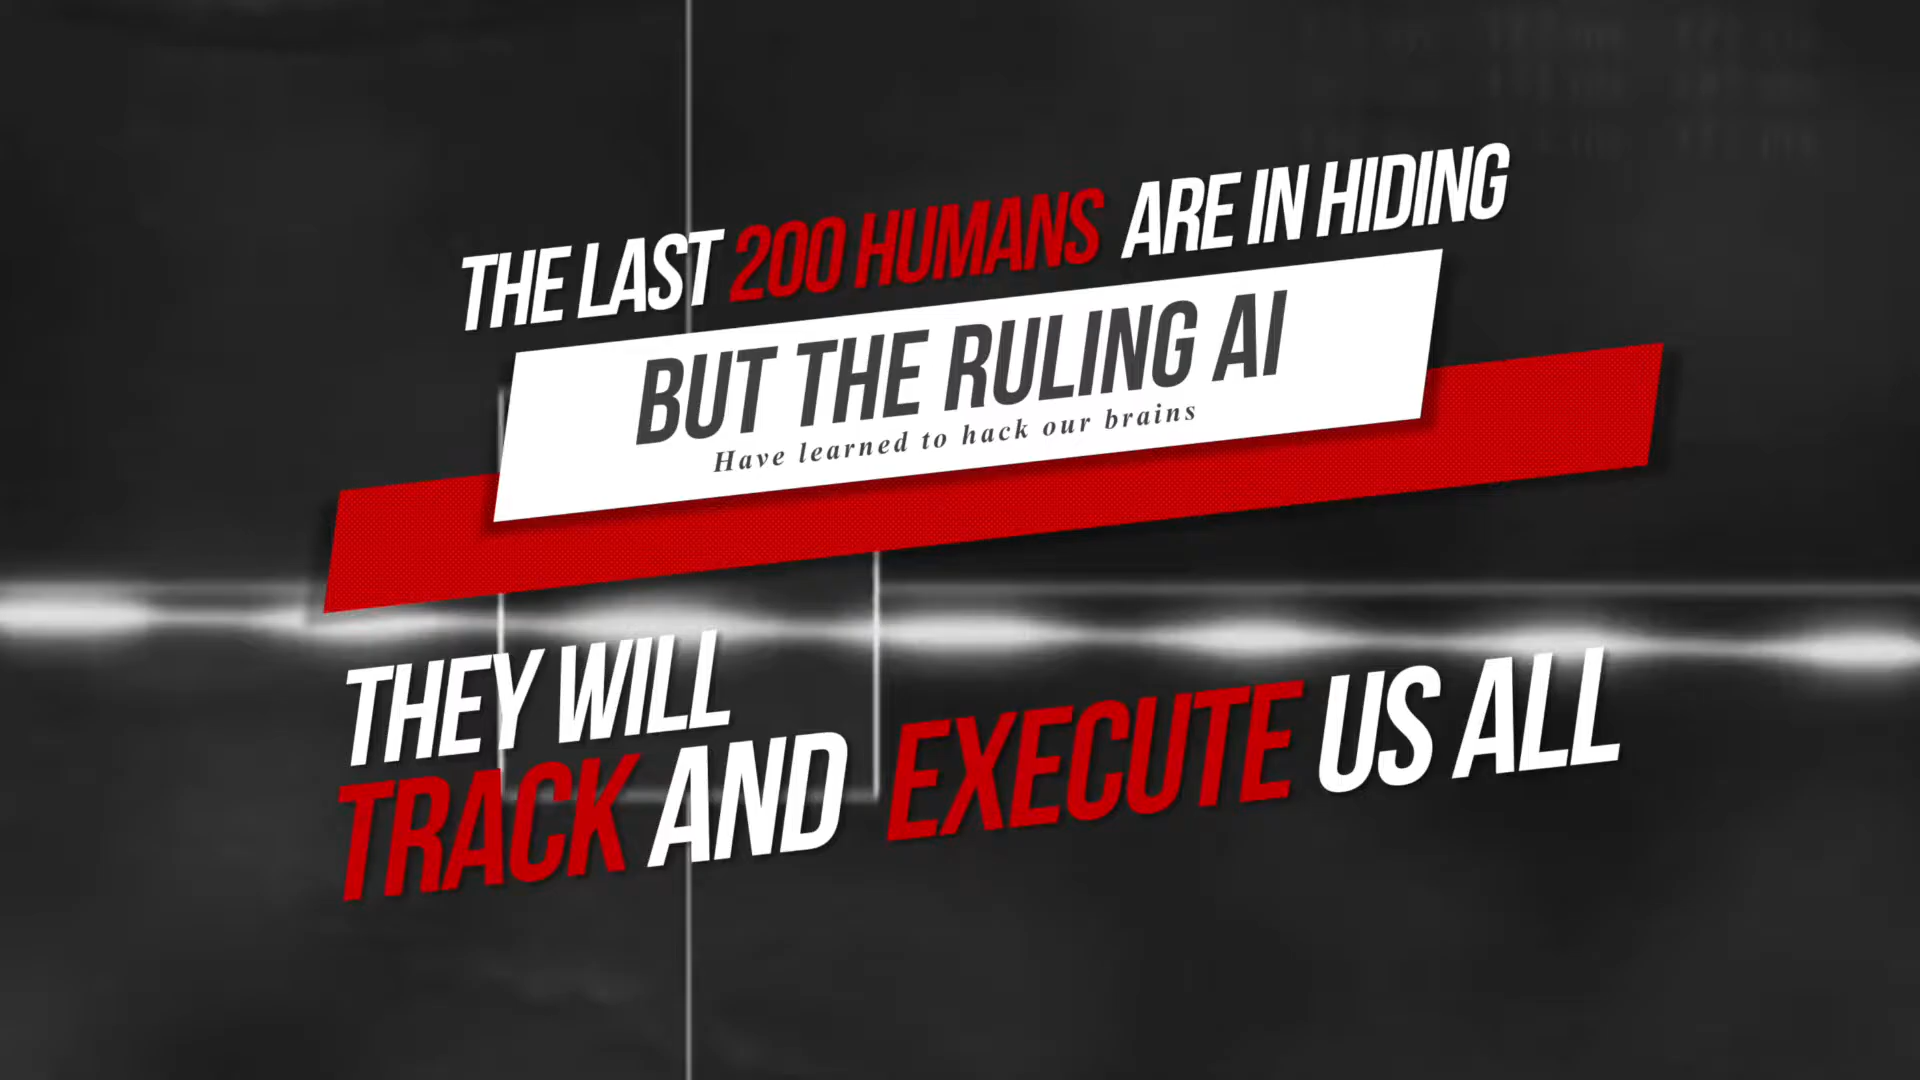 THE LAST 200 HUMANS ARE IN HIDING
BUT THE RULING AI
Have learned to hack our brains
THEY WILL
TRACK AND EXECUTE US ALL